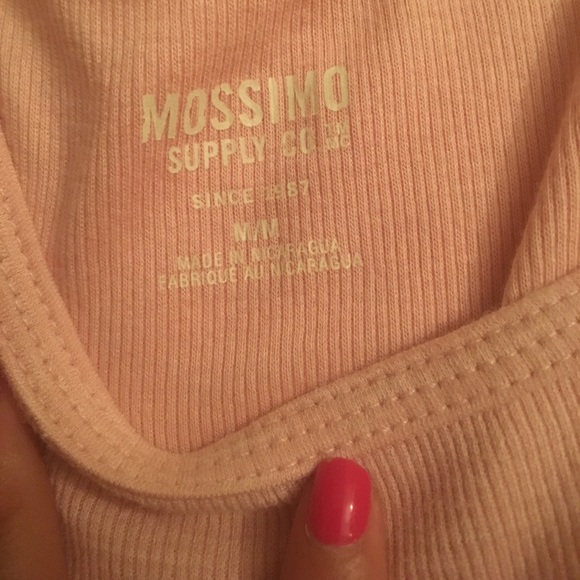 MOSSIMO
SUPPLY CO.
SINCE 1987
M/M
MADE IN NICARAGUA
FABRIQUE AU NICARAGUA